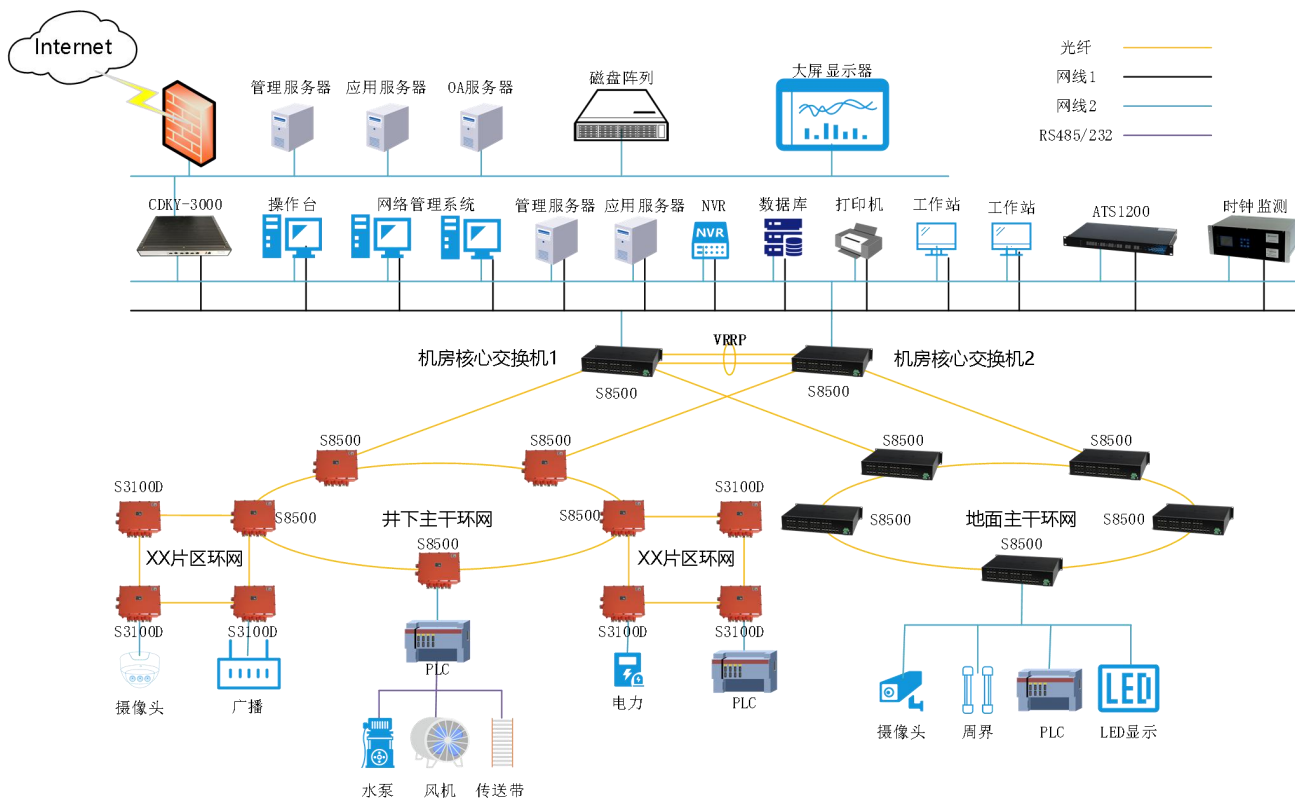 Internet
光纤
网线1
网线2
RS485/232
管理服务器
应用服务器
OA服务器
磁盘阵列
大屏显示器
CDKY-3000
操作台
网络管理系统
管理服务器
应用服务器
NVR
NVR
数据库
打印机
工作站
工作站
ATS1200
时钟监测
VRRP
机房核心交换机1
机房核心交换机2
S8500
S8500
S8500
S8500
S8500
S8500
S3100D
S8500
井下主干环网
S8500
S3100D
S8500
地面主干环网
S8500
XX片区环网
S8500
XX片区环网
S8500
S3100D
S3100D
S3100D
S3100D
PLC
摄像头
广播
电力
PLC
LED
摄像头
周界
PLC
LED显示
水泵
风机
传送带